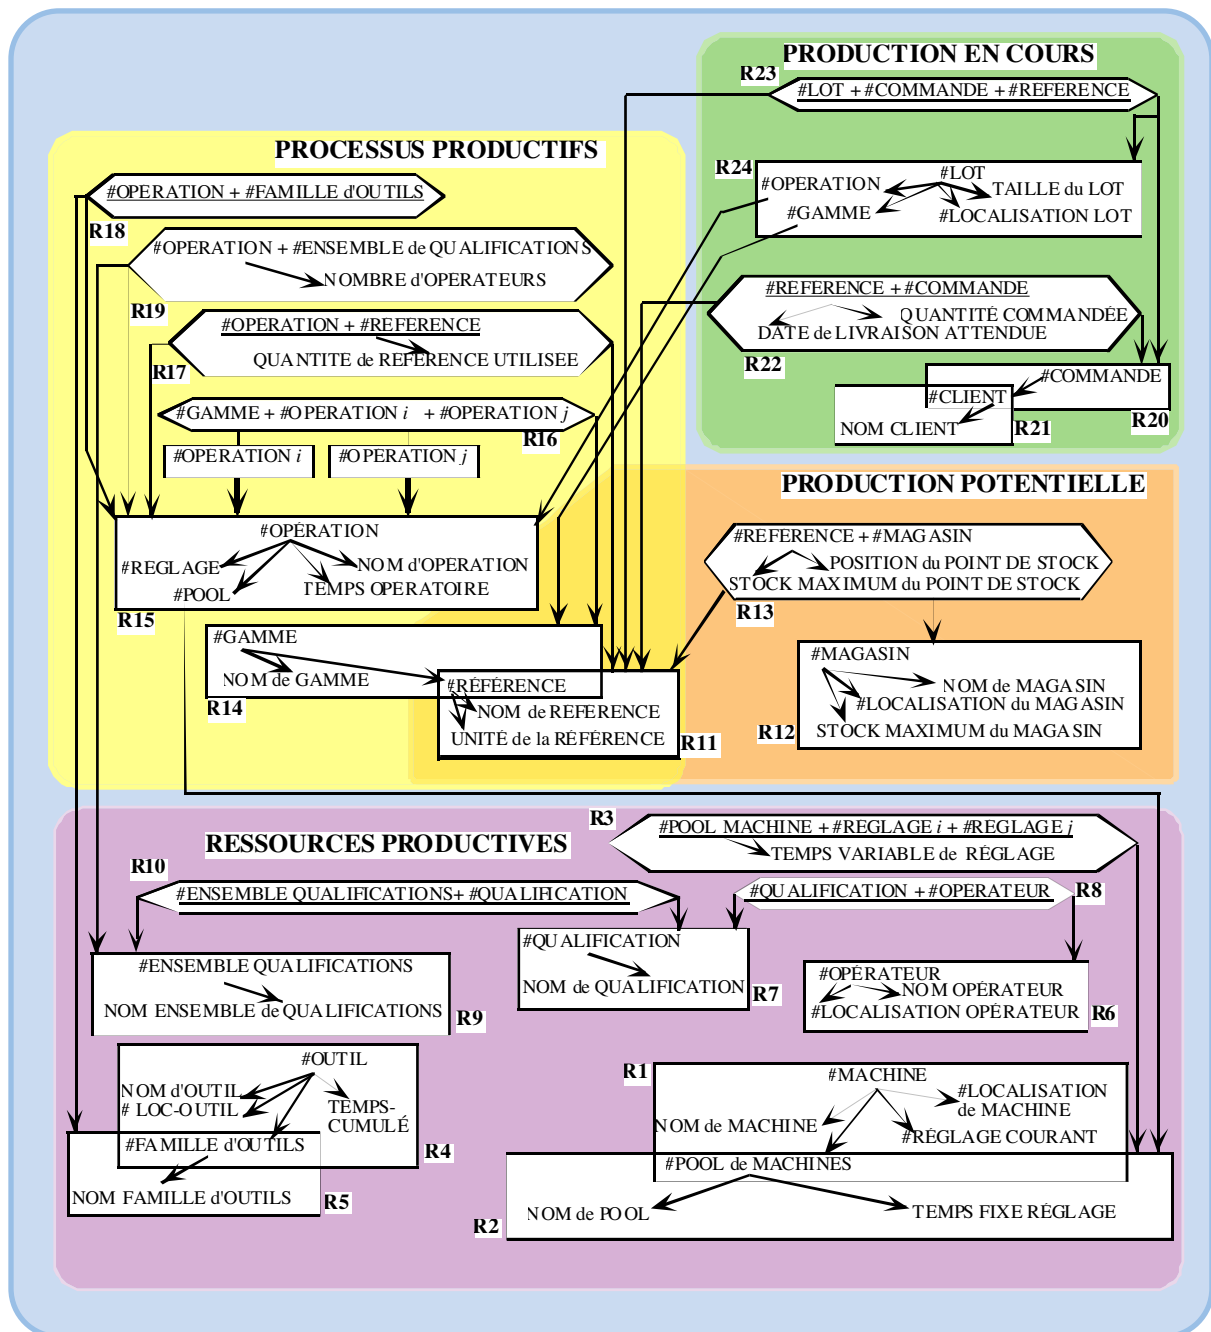 PRODUCTION EN COURS
R23
#LOT + #COMMANDE + #REFERENCE
R24
#LOT
#OPERATION
TAILLE du LOT
#GAMME
#LOCALISATION LOT
#REFERENCE + #COMMANDE
QUANTITÉ COMMANDÉE
DATE de LIVRAISON ATTENDUE
R22
#COMMANDE
#CLIENT
NOM CLIENT
R21
R20
PROCESSUS PRODUCTIFS
#OPERATION + #FAMILLE d'OUTILS
R18
#OPERATION + #ENSEMBLE de QUALIFICATIONS
NOMBRE d'OPERATEURS
R19
#OPERATION + #REFERENCE
QUANTITE de REFERENCE UTILISEE
R17
#GAMME + #OPERATION i + #OPERATION j
R16
#OPERATION i
#OPERATION j
#OPÉRATION
#REGLAGE
NOM d'OPERATION
#POOL
TEMPS OPERATOIRE
R15
#GAMME
NOM de GAMME
R14
#RÉFÉRENCE
NOM de REFERENCE
UNITÉ de la RÉFÉRENCE
R11
PRODUCTION POTENTIELLE
#REFERENCE + #MAGASIN
POSITION du POINT DE STOCK
STOCK MAXIMUM du POINT DE STOCK
R13
#MAGASIN
NOM de MAGASIN
#LOCALISATION du MAGASIN
STOCK MAXIMUM du MAGASIN
R12
RESSOURCES PRODUCTIVES
R3
#POOL MACHINE + #REGLAGE i + #REGLAGE j
TEMPS VARIABLE de RÉGLAGE
R10
#ENSEMBLE QUALIFICATIONS+ #QUALIFICATION
#QUALIFICATION + #OPERATEUR
R8
#QUALIFICATION
NOM de QUALIFICATION
R7
#OPÉRATEUR
NOM OPÉRATEUR
#LOCALISATION OPÉRATEUR
R6
#ENSEMBLE QUALIFICATIONS
NOM ENSEMBLE de QUALIFICATIONS
R9
#OUTIL
NOM d'OUTIL
# LOC-OUTIL
TEMPS-
CUMULÉ
#FAMILLE d'OUTILS
R4
NOM FAMILLE d'OUTILS
R5
R1
#MACHINE
#LOCALISATION
de MACHINE
NOM de MACHINE
#RÉGLAGE COURANT
#POOL de MACHINES
NOM de POOL
TEMPS FIXE RÉGLAGE
R2